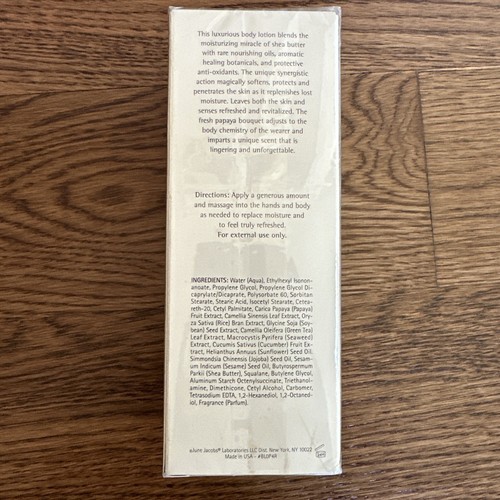 This luxurious body lotion blends the
moisturizing miracle of shea butter
with rare nourishing oils, aromatic
healing botanicals, and protective
anti-oxidants. The unique synergistic
action magically softens, protects and
penetrates the skin as it replenishes lost
moisture. Leaves both the skin and
senses refreshed and revitalized. The
fresh papaya bouquet adjusts to the
body chemistry of the wearer and
imparts a unique scent that is
lingering and unforgettable.
Directions: Apply a generous amount
and massage into the hands and body
as needed to replace moisture and
to feel truly refreshed.
For external use only.
INGREDIENTS: Water (Aqua), Ethylhexyl Isonon-
anoate, Propylene Glycol, Propylene Glycol Di-
caprylate/Dicaprate, Polysorbate 60, Sorbitan
Stearate, Stearic Acid, Isocetyl Stearate, Cetea-
reth-20, Cetyl Palmitate, Carica Papaya (Papaya)
Fruit Extract, Camellia Sinensis Leaf Extract, Ory-
za Sativa (Rice) Bran Extract, Glycine Soja (Soy-
bean) Seed Extract, Camellia Oleifera (Green Tea)
Leaf Extract, Macrocystis Pyrifera (Seaweed)
Extract, Cucumis Sativus (Cucumber) Fruit Ex-
tract, Helianthus Annuus (Sunflower) Seed Oil,
Simmondsia Chinensis (Jojoba) Seed Oil, Sesam-
um Indicum (Sesame) Seed Oil, Butyrospermum
Parkii (Shea Butter), Squalane, Butylene Glycol,
Aluminum Starch Octenylsuccinate, Triethanol-
amine, Dimethicone, Cetyl Alcohol, Carbomer,
Tetrasodium EDTA, 1,2-Hexanediol, 1,2-Octaned-
iol, Fragrance (Parfum).
Jacobs® Laboratories LLC Dist. New York, NY 10022
Made in USA -